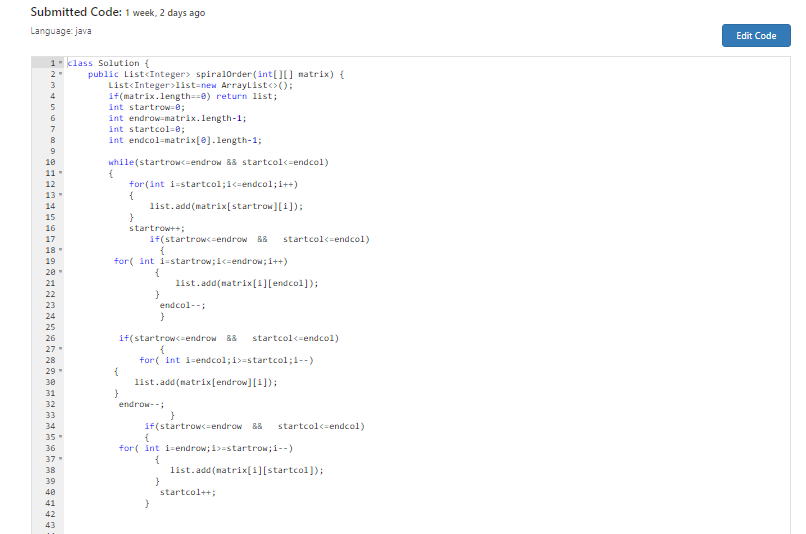 Submitted Code: 1 week, 2 days ago
Language: java
Edit Code
1 class Solution {
2 public List<Integer> spiralOrder(int[][] matrix) {
3 List<Integer>list=new ArrayList<>();
4 if(matrix.length==0) return list;
5 int startrow=0;
6 int endrow=matrix.length-1;
7 int startcol=0;
8 int endcol=matrix[0].length-1;
9
10 while(startrow<=endrow && startcol<=endcol)
11 {
12 for(int i=startcol;i<=endcol;i++)
13 {
14 list.add(matrix[startrow][i]);
15 }
16 startrow++;
17 if(startrow<=endrow && startcol<=endcol)
18 {
19 for( int i=startrow;i<=endrow;i++)
20 {
21 list.add(matrix[i][endcol]);
22 }
23 endcol--;
24 }
25
26 if(startrow<=endrow && startcol<=endcol)
27 {
28 for( int i=endcol;i>=startcol;i--)
29 {
30 list.add(matrix[endrow][i]);
31 }
32 endrow--;
33 }
34 if(startrow<=endrow && startcol<=endcol)
35 {
36 for( int i=endrow;i>=startrow;i--)
37 {
38 list.add(matrix[i][startcol]);
39 }
40 startcol++;
41 }
42
43